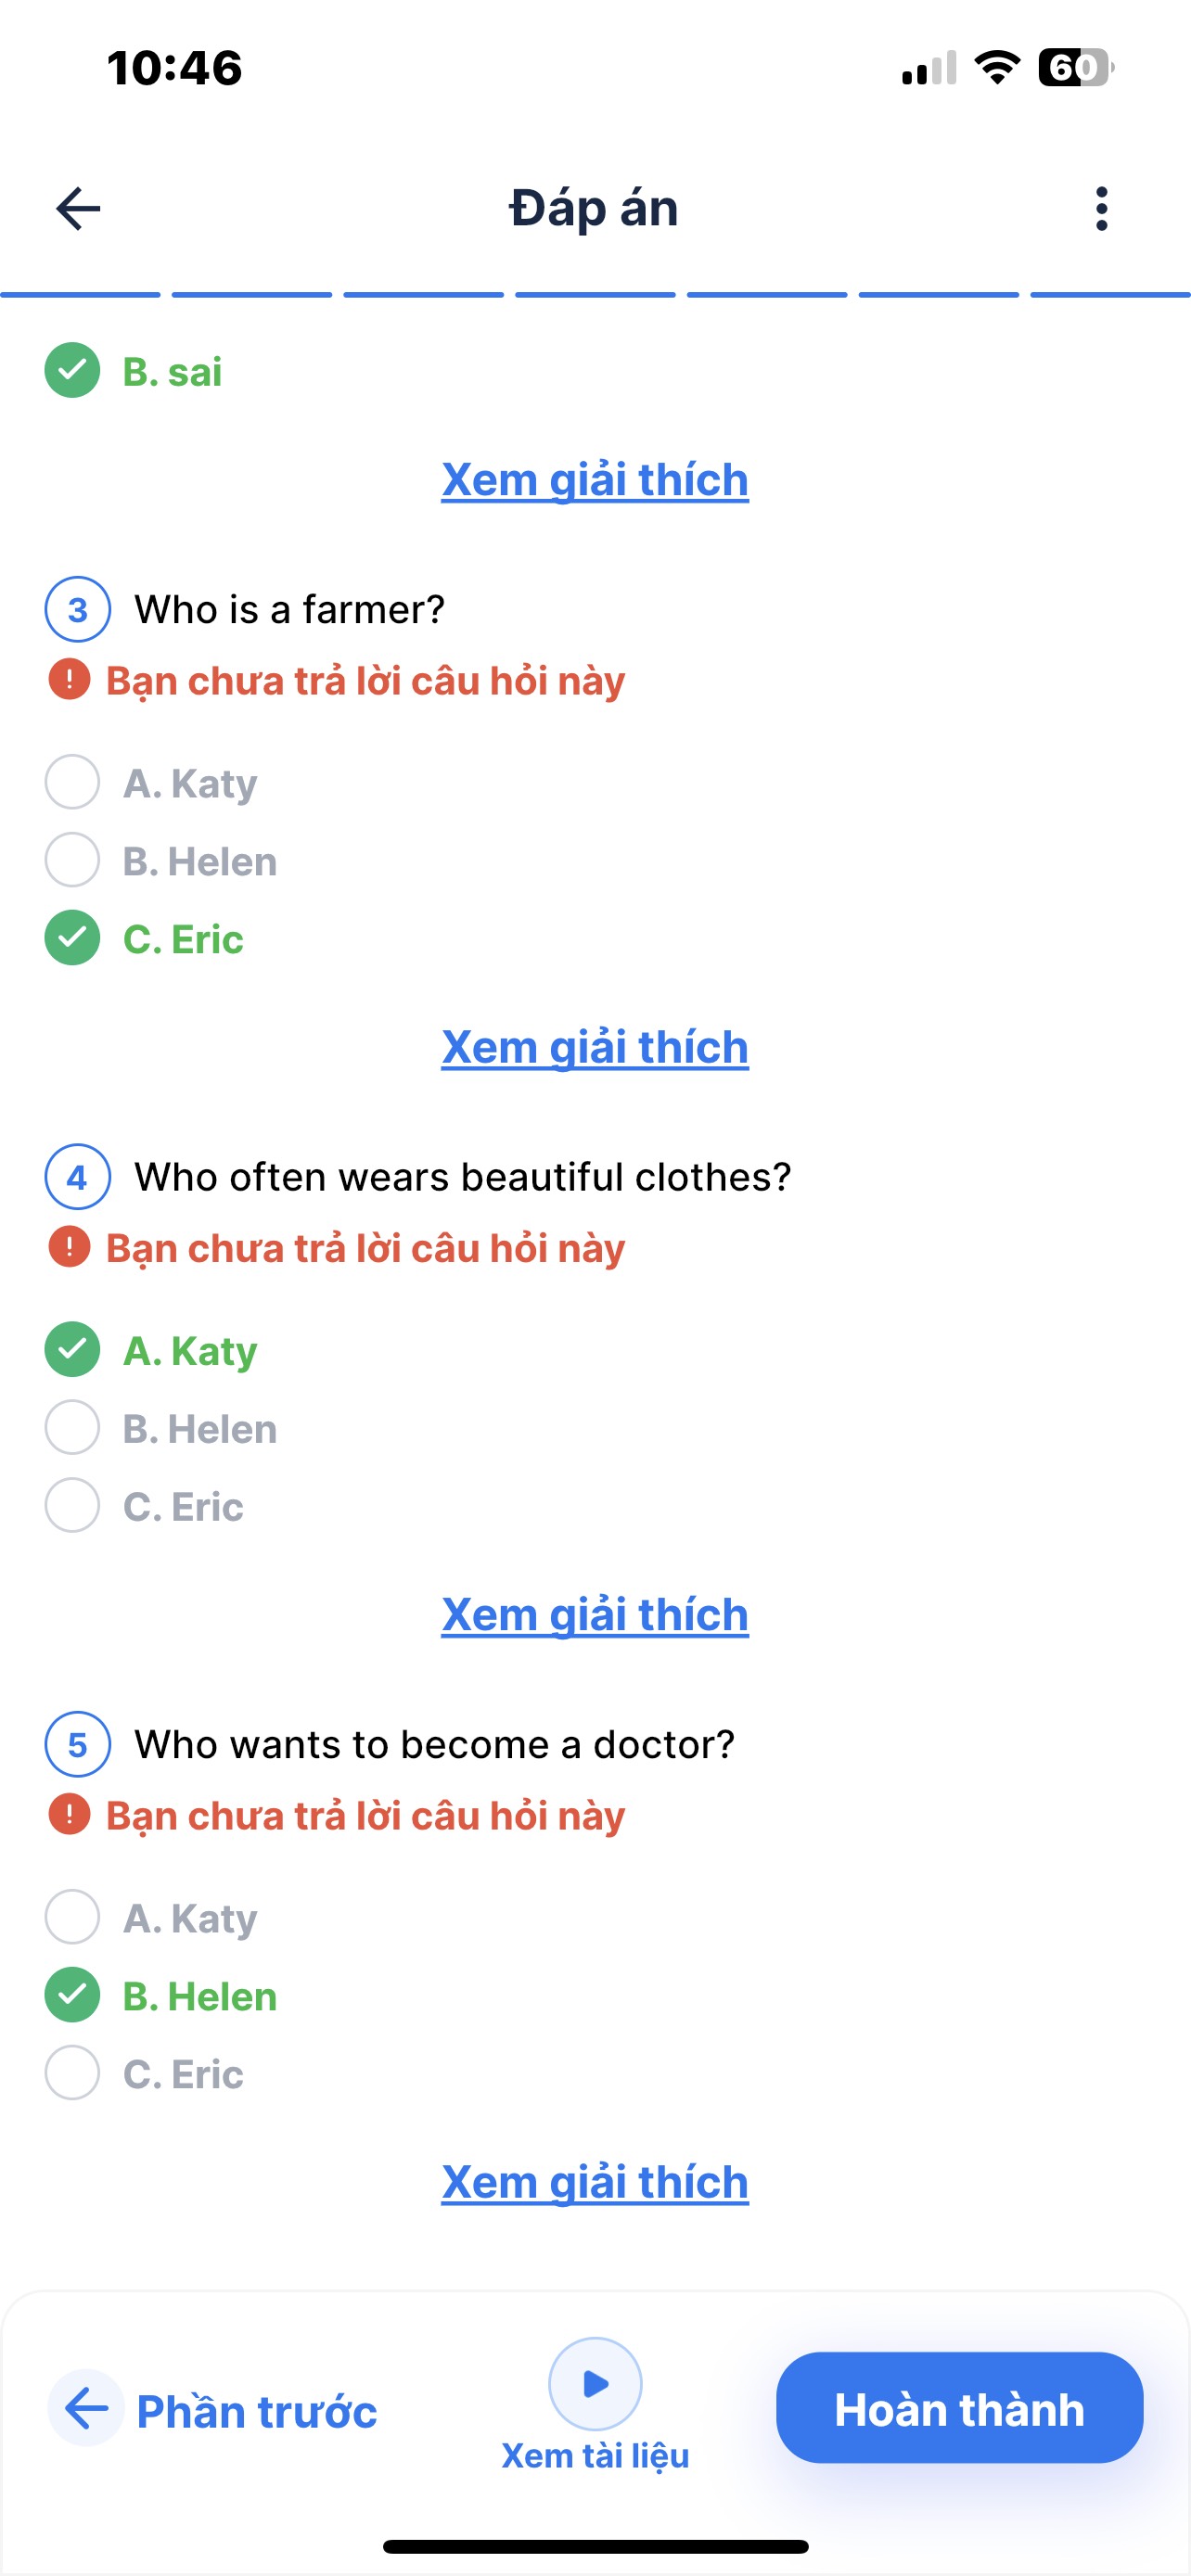 10:46
60
Đáp án
B. sai
Xem giải thích
3 Who is a farmer?
Bạn chưa trả lời câu hỏi này
A. Katy
B. Helen
C. Eric
Xem giải thích
4 Who often wears beautiful clothes?
Bạn chưa trả lời câu hỏi này
A. Katy
B. Helen
C. Eric
Xem giải thích
5 Who wants to become a doctor?
Bạn chưa trả lời câu hỏi này
A. Katy
B. Helen
C. Eric
Xem giải thích
Phần trước
Xem tài liệu
Hoàn thành